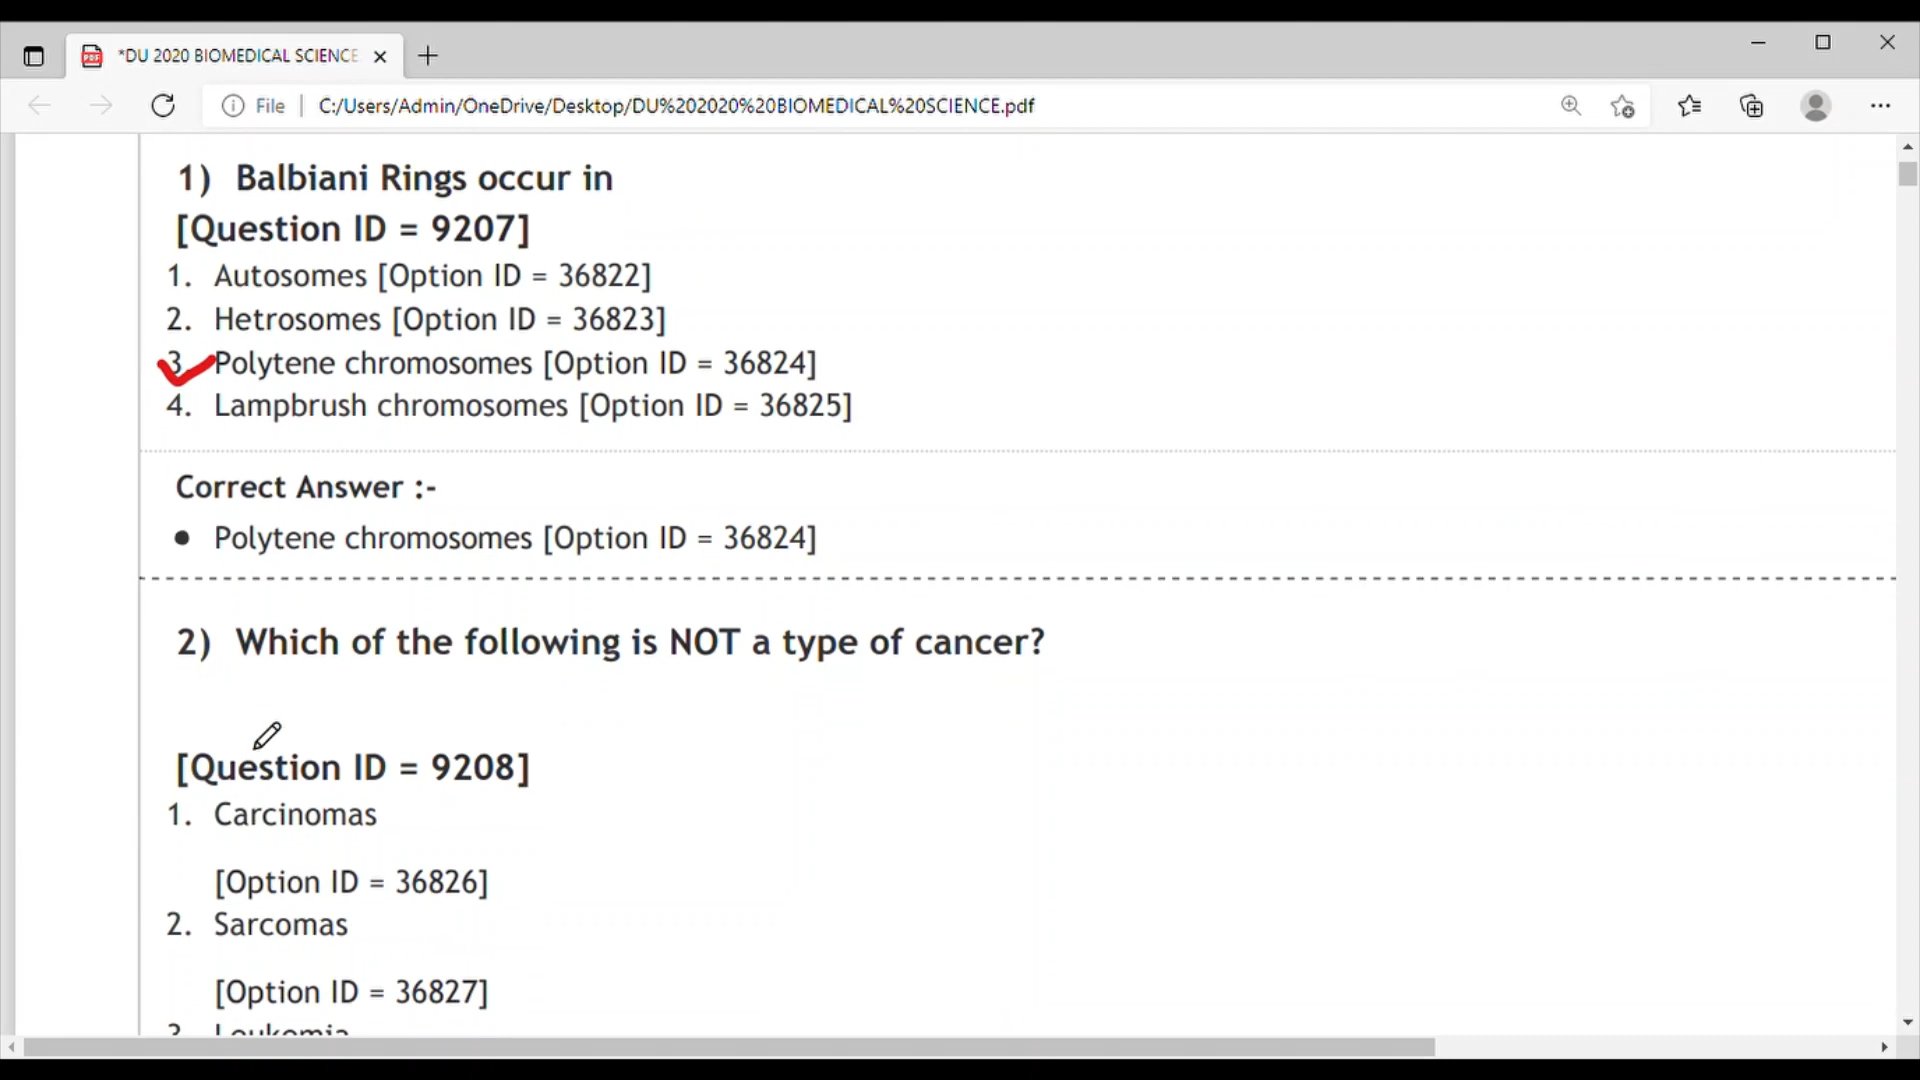 *DU 2020 BIOMEDICAL SCIENCE
File
C:/Users/Admin/OneDrive/Desktop/DU%202020%20BIOMEDICAL%20SCIENCE.pdf
1) Balbiani Rings occur in
[Question ID = 9207]
1. Autosomes [Option ID = 36822]
2. Hetrosomes [Option ID = 36823]
3. Polytene chromosomes [Option ID = 36824]
4. Lampbrush chromosomes [Option ID = 36825]
Correct Answer :-
• Polytene chromosomes [Option ID = 36824]
2) Which of the following is NOT a type of cancer?
[Question ID = 9208]
1. Carcinomas
[Option ID = 36826]
2. Sarcomas
[Option ID = 36827]
3. Leukemia